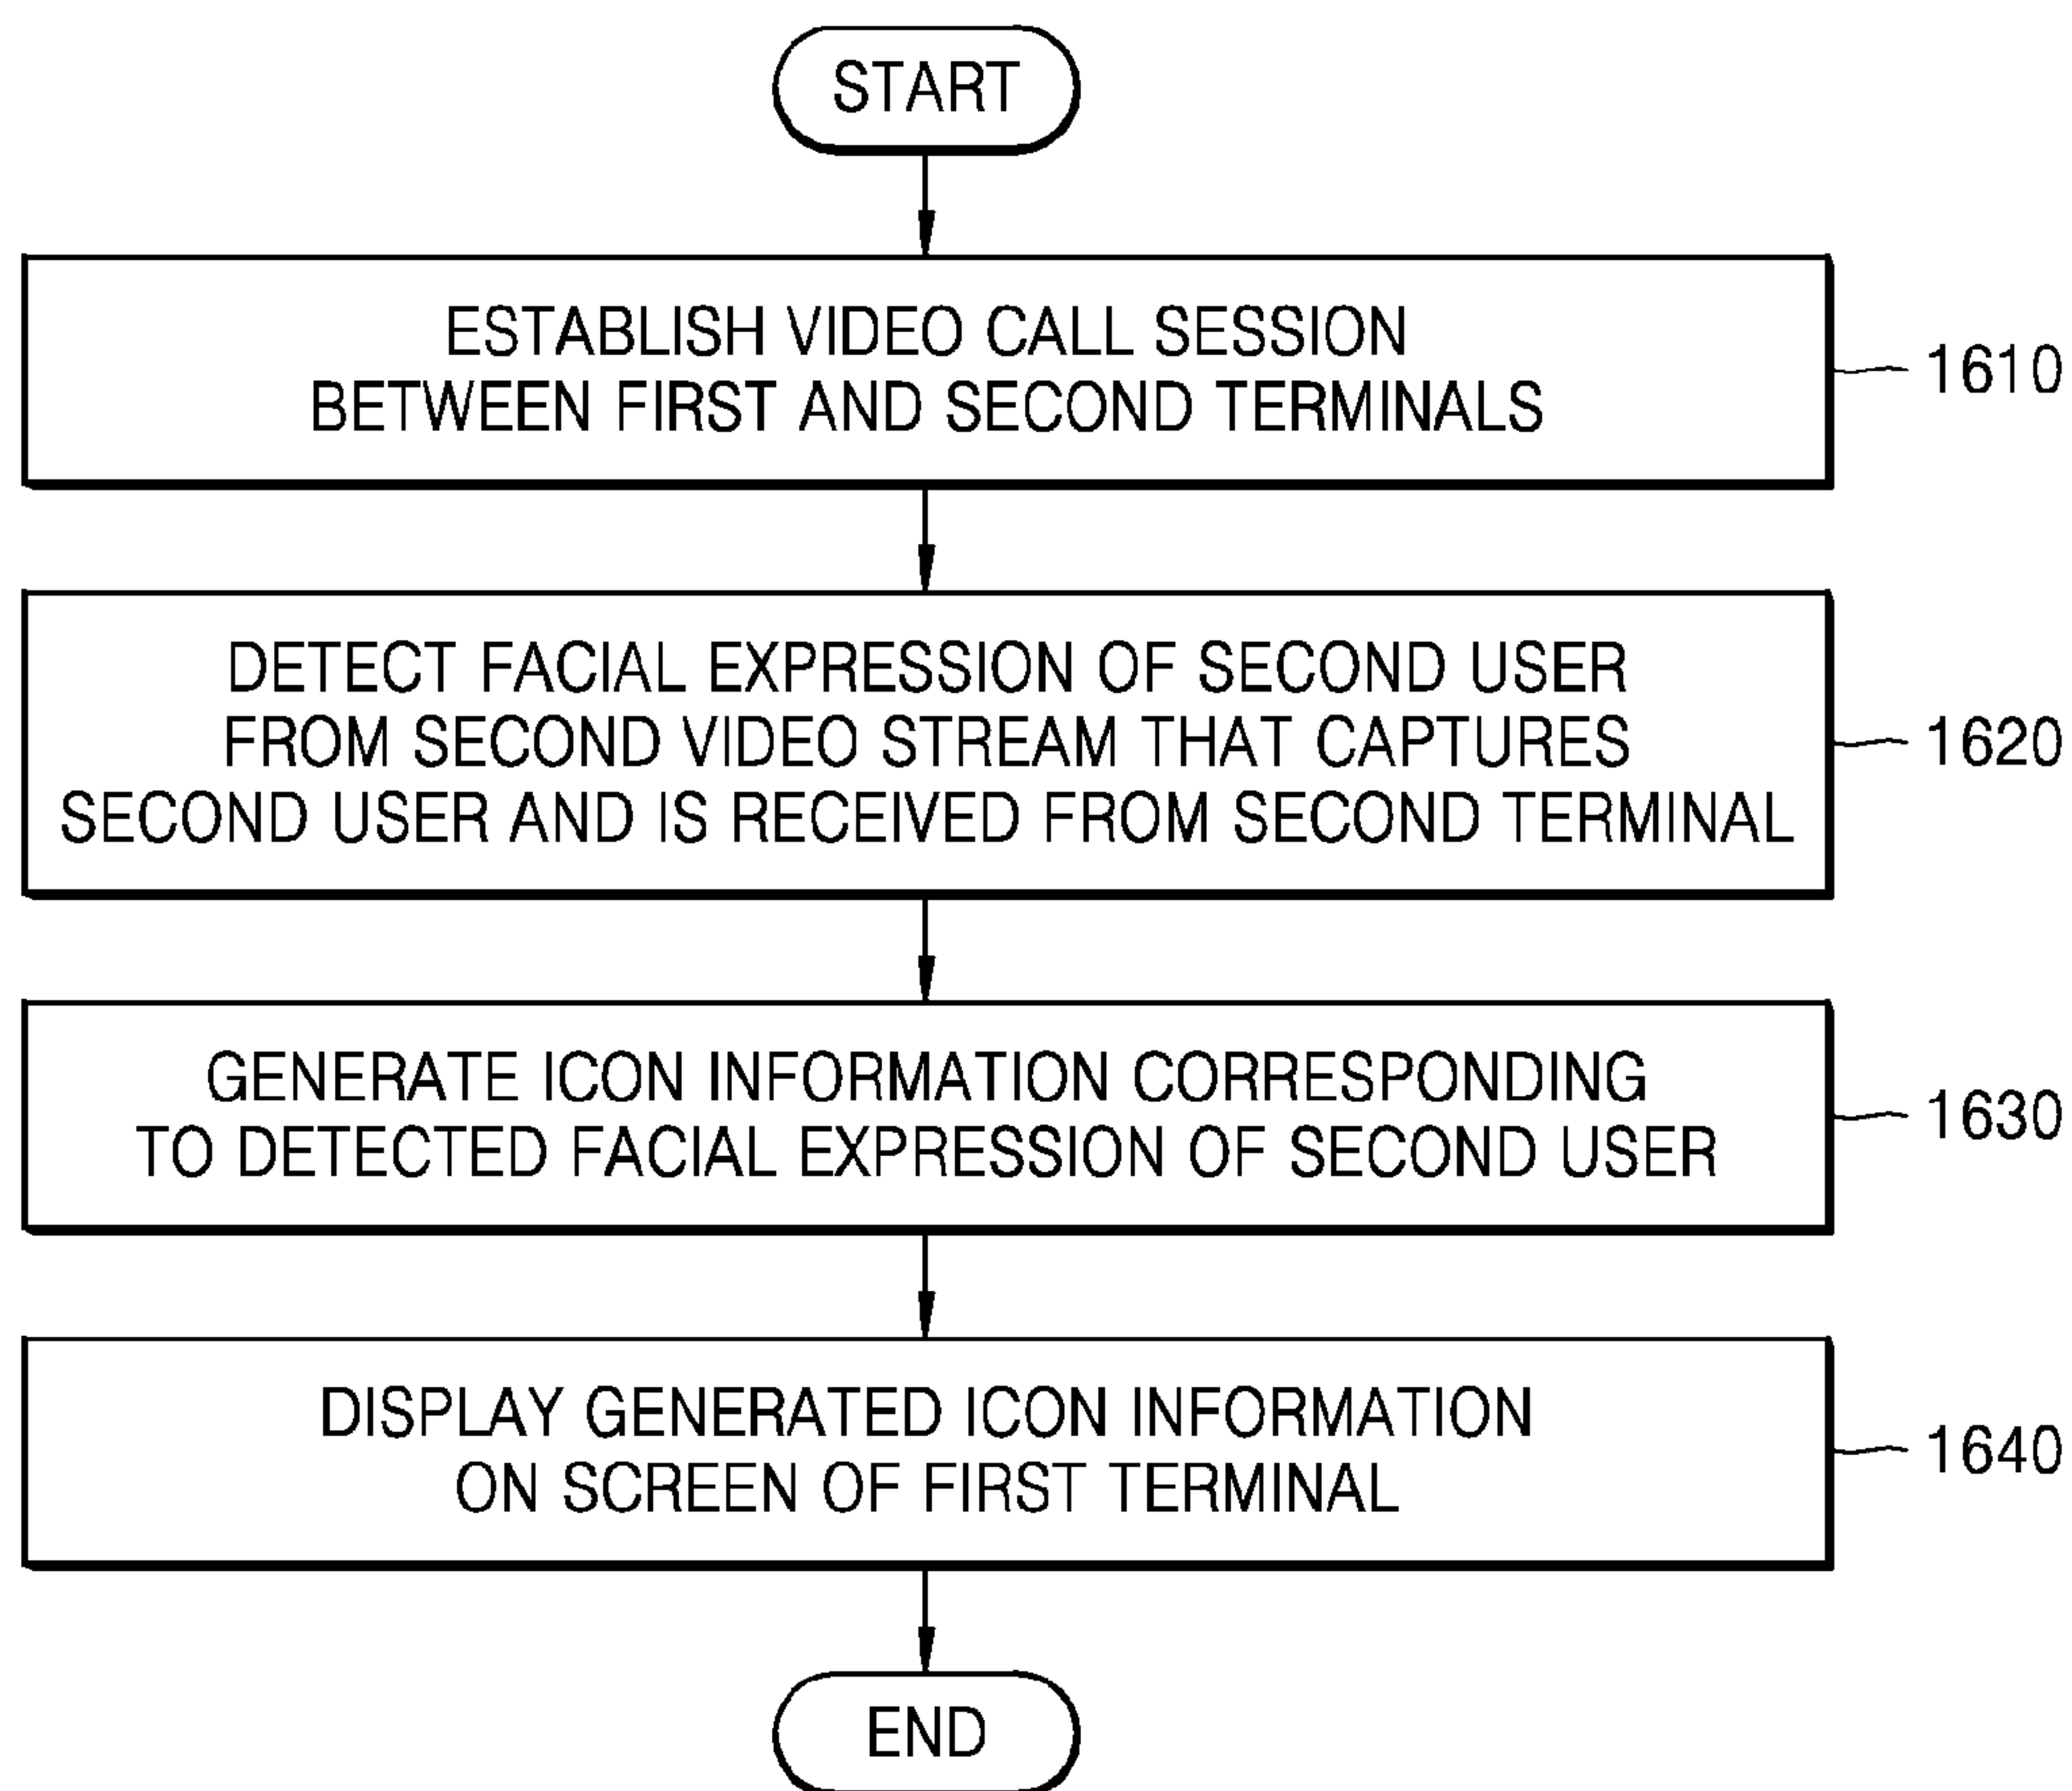 START
ESTABLISH VIDEO CALL SESSION
BETWEEN FIRST AND SECOND TERMINALS
1610
DETECT FACIAL EXPRESSION OF SECOND USER
FROM SECOND VIDEO STREAM THAT CAPTURES
SECOND USER AND IS RECEIVED FROM SECOND TERMINAL
1620
GENERATE ICON INFORMATION CORRESPONDING
TO DETECTED FACIAL EXPRESSION OF SECOND USER
1630
DISPLAY GENERATED ICON INFORMATION
ON SCREEN OF FIRST TERMINAL
1640
END